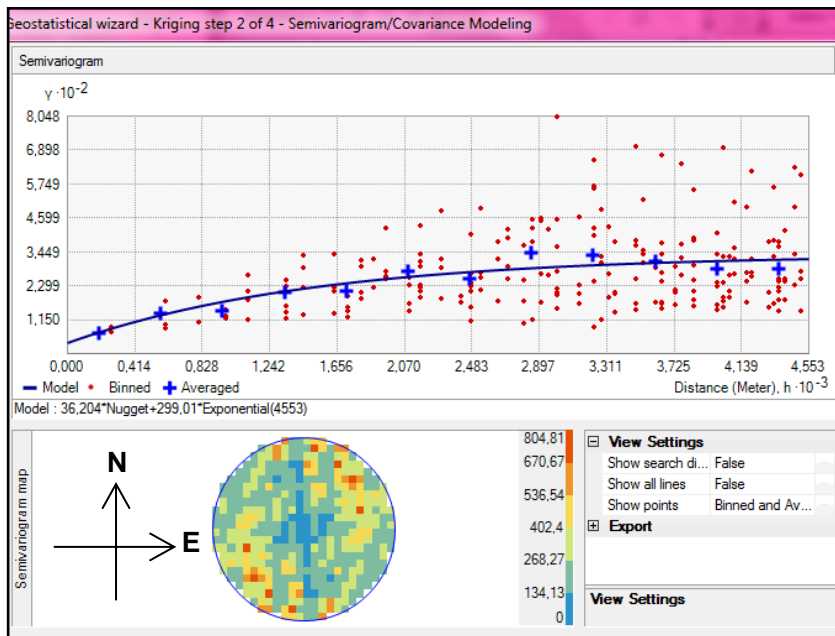 Geostatistical wizard - Kriging step 2 of 4 - Semivariogram/Covariance Modeling
Semivariogram
γ ·10⁻²
8,048
6,898
5,749
4,599
3,449
2,299
1,150
0,000 0,414 0,828 1,242 1,656 2,070 2,483 2,897 3,311 3,725 4,139 4,553
Model Binned Averaged Distance (Meter), h ·10⁻³
Model : 36,204*Nugget+299,01*Exponential(4553)
Semivariogram map
N
E
804,81
670,67
536,54
402,4
268,27
134,13
0
View Settings
Show search di... False
Show all lines False
Show points Binned and Av...
Export
View Settings